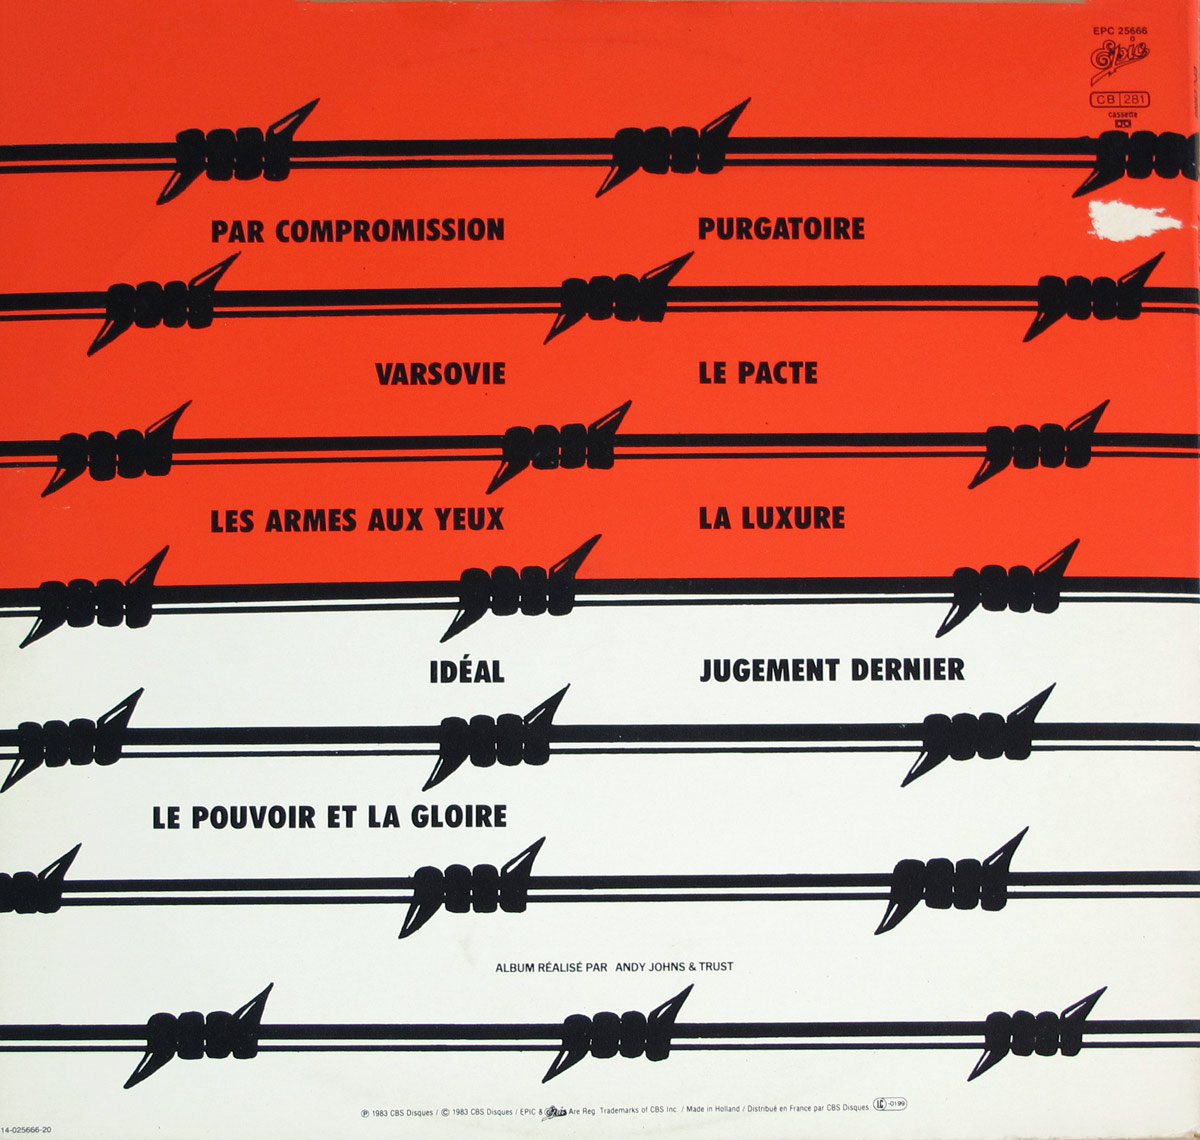 EPC 25666
Epic
CB 281
cassette
PAR COMPROMISSION
PURGATOIRE
VARSOVIE
LE PACTE
LES ARMES AUX YEUX
LA LUXURE
IDÉAL
JUGEMENT DERNIER
LE POUVOIR ET LA GLOIRE
ALBUM RÉALISÉ PAR ANDY JOHNS & TRUST
℗ 1983 CBS Disques / © 1983 CBS Disques / EPIC & Epic Are Reg. Trademarks of CBS Inc. / Made in Holland / Distribué en France par CBS Disques LC-0199
14-025666-20